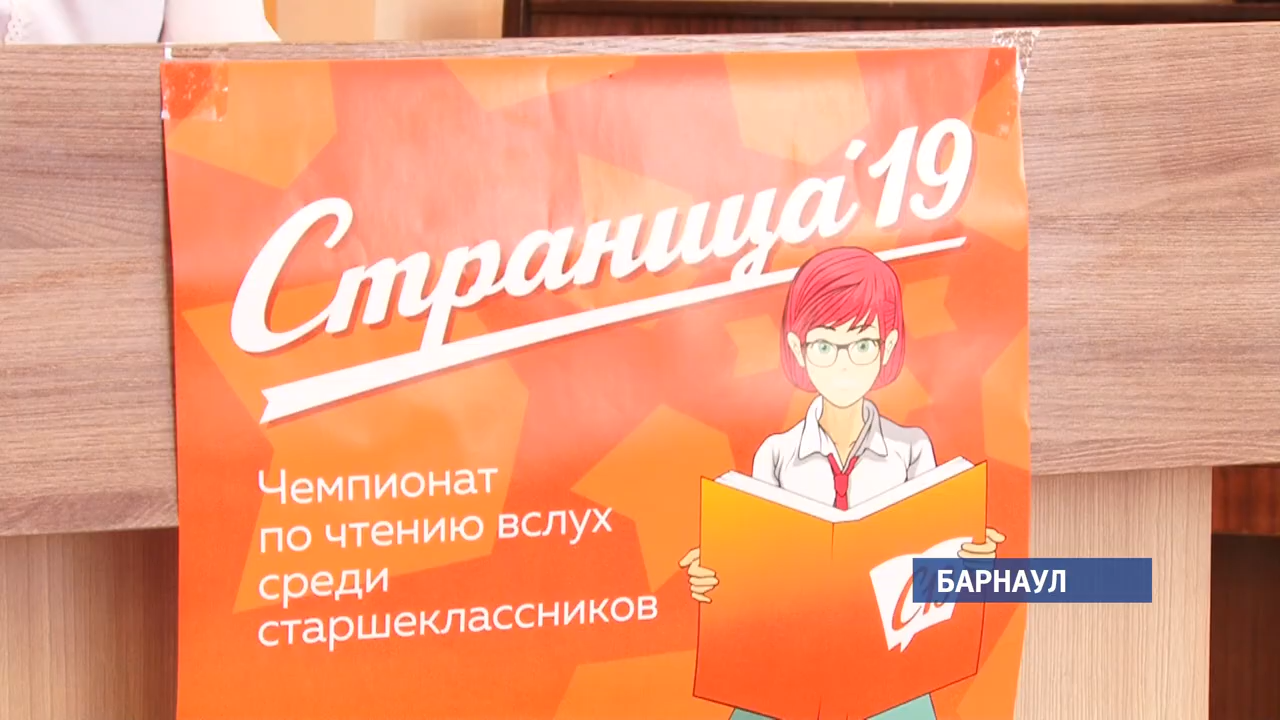 Страница'19
Чемпионат
по чтению вслух
среди
старшеклассников
БАРНАУЛ